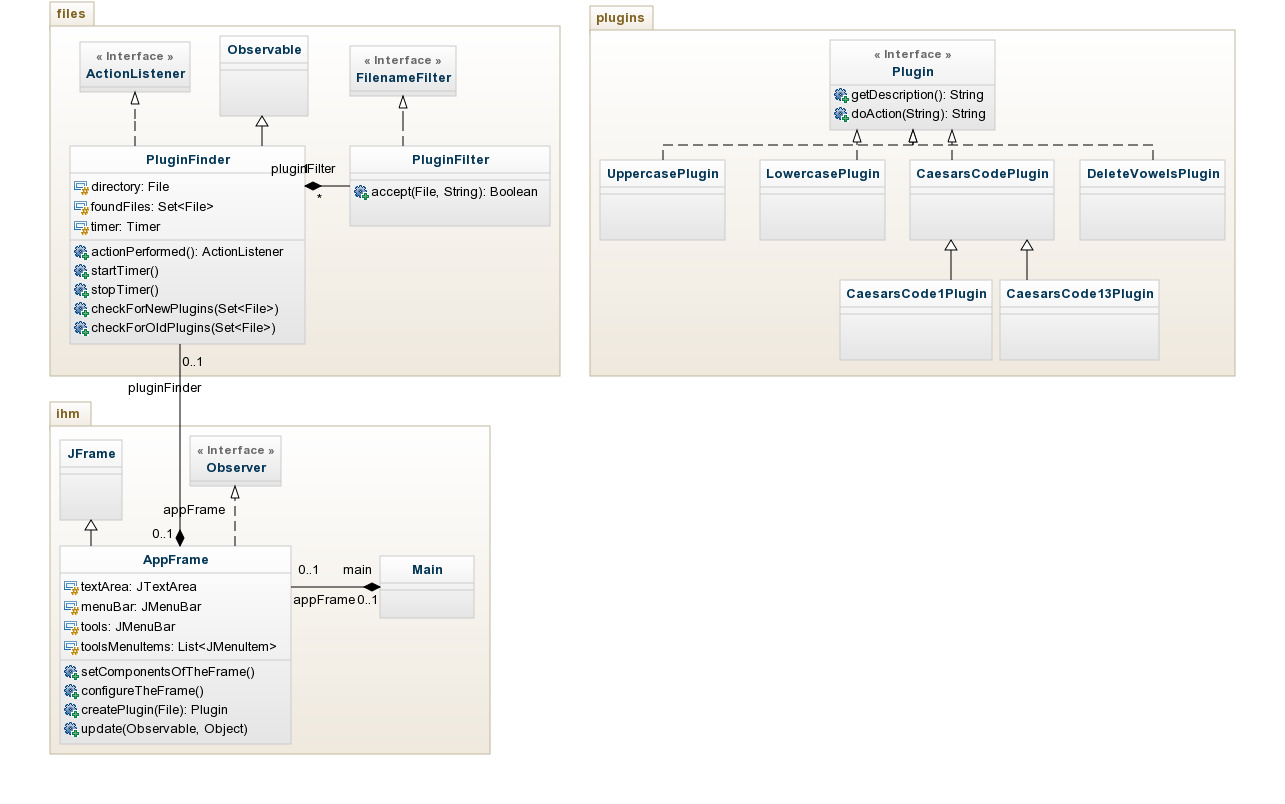 files
« Interface »
ActionListener
Observable
« Interface »
FilenameFilter
PluginFinder
directory: File
foundFiles: Set<File>
timer: Timer
actionPerformed(): ActionListener
startTimer()
stopTimer()
checkForNewPlugins(Set<File>)
checkForOldPlugins(Set<File>)
pluginFilter
*
PluginFilter
accept(File, String): Boolean
0..1
pluginFinder
plugins
« Interface »
Plugin
getDescription(): String
doAction(String): String
UppercasePlugin
LowercasePlugin
CaesarsCodePlugin
DeleteVowelsPlugin
CaesarsCode1Plugin
CaesarsCode13Plugin
ihm
JFrame
« Interface »
Observer
appFrame
0..1
AppFrame
textArea: JTextArea
menuBar: JMenuBar
tools: JMenuBar
toolsMenuItems: List<JMenuItem>
setComponentsOfTheFrame()
configureTheFrame()
createPlugin(File): Plugin
update(Observable, Object)
0..1 main
appFrame 0..1
Main